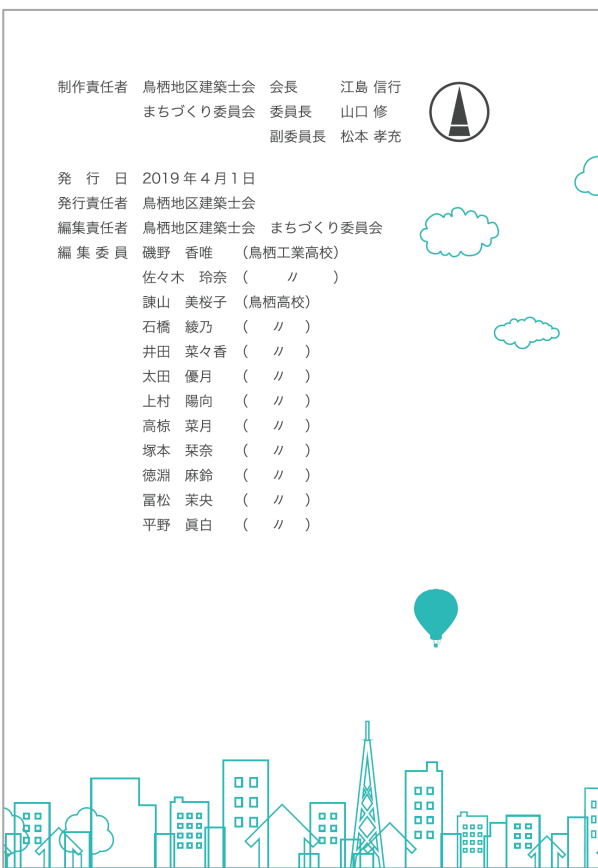 制作責任者 鳥栖地区建築士会 会長 江島 信行
まちづくり委員会 委員長 山口 修
副委員長 松本 孝充
発行日 2019年4月1日
発行責任者 鳥栖地区建築士会
編集責任者 鳥栖地区建築士会 まちづくり委員会
編集委員 磯野 香唯 （鳥栖工業高校）
佐々木 玲奈 （ 〃 ）
諫山 美桜子 （鳥栖高校）
石橋 綾乃 （ 〃 ）
井田 菜々香 （ 〃 ）
太田 優月 （ 〃 ）
上村 陽向 （ 〃 ）
高椋 菜月 （ 〃 ）
塚本 栞奈 （ 〃 ）
徳淵 麻鈴 （ 〃 ）
冨松 茉央 （ 〃 ）
平野 眞白 （ 〃 ）